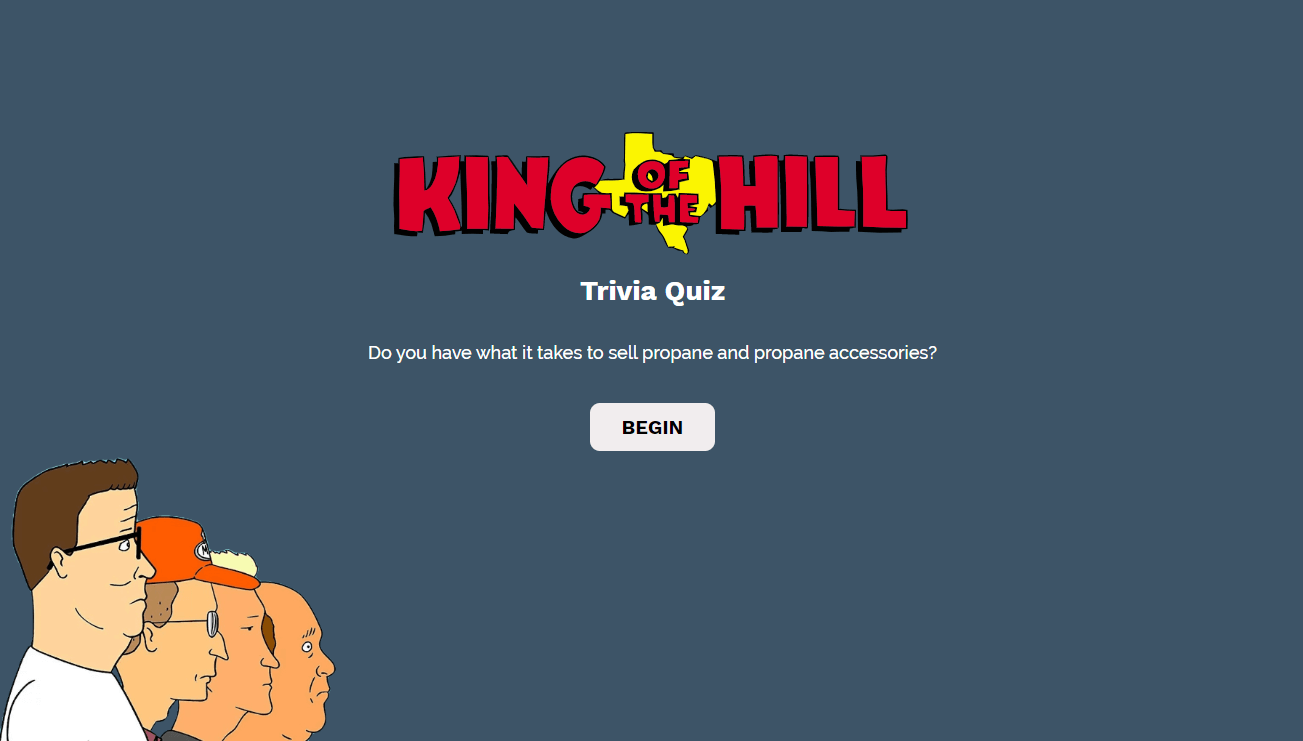 KING OF THE HILL
Trivia Quiz
Do you have what it takes to sell propane and propane accessories?
BEGIN